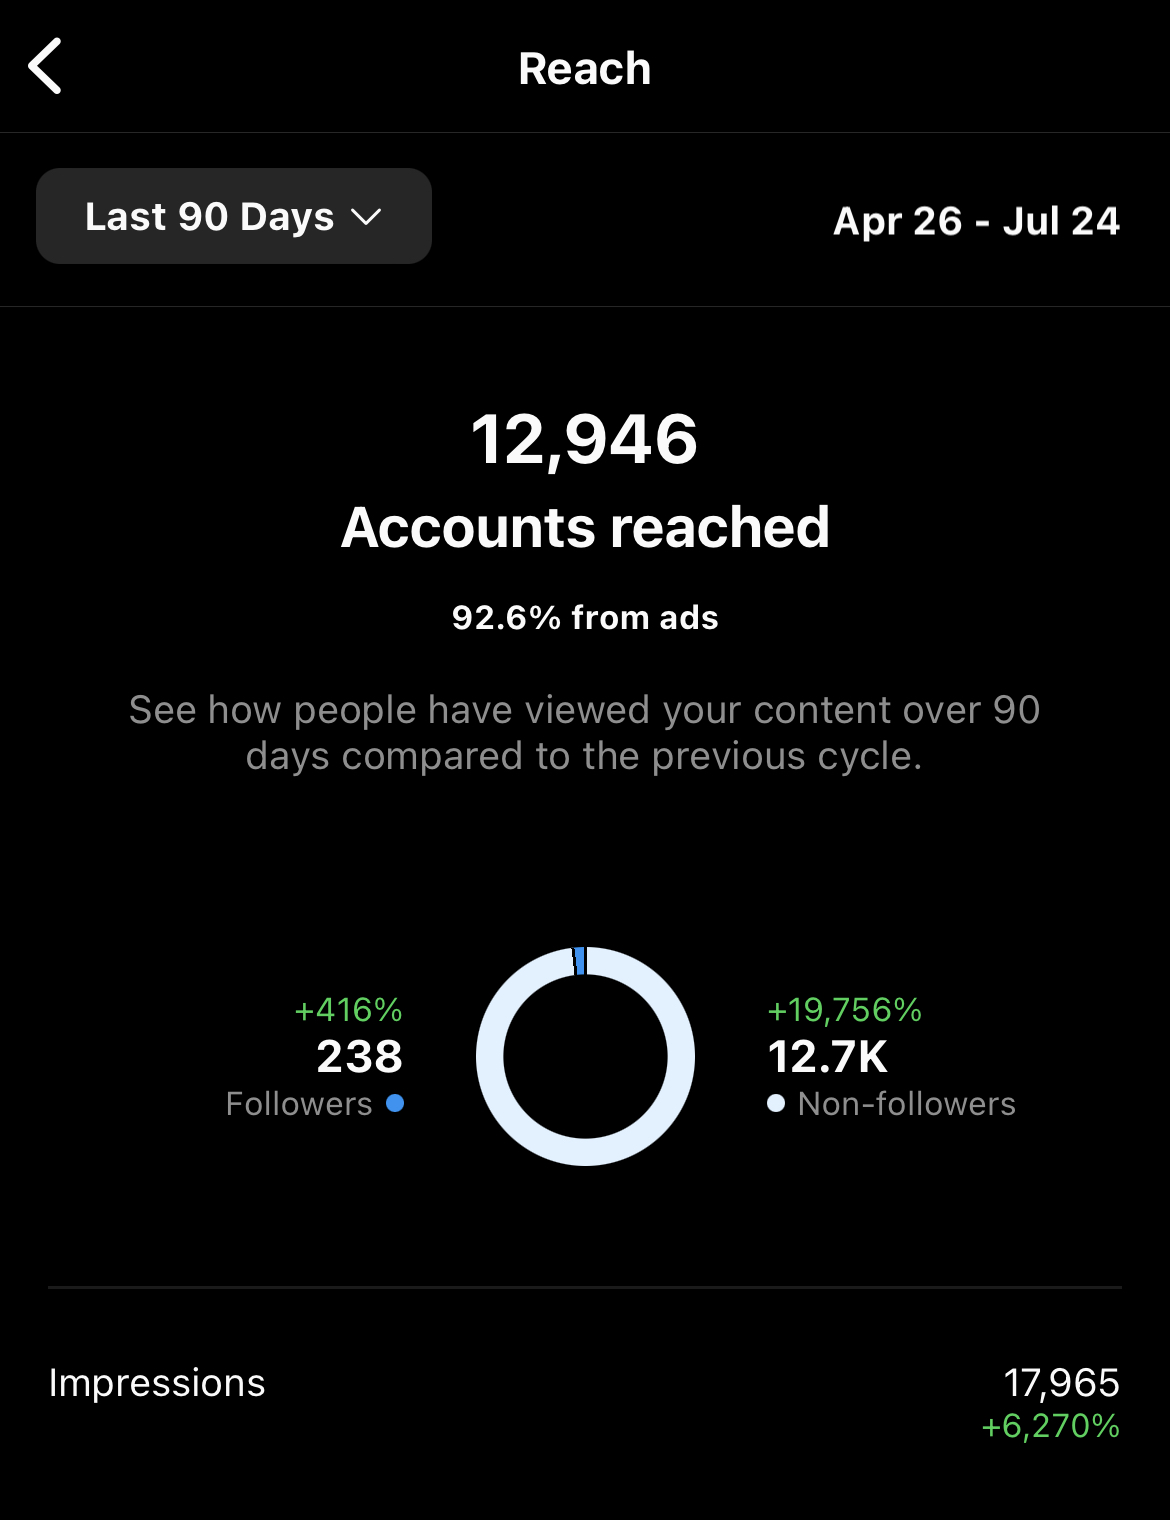 Reach
Last 90 Days
Apr 26 - Jul 24
12,946
Accounts reached
92.6% from ads
See how people have viewed your content over 90
days compared to the previous cycle.
+416%
238
Followers
+19,756%
12.7K
Non-followers
Impressions
17,965
+6,270%